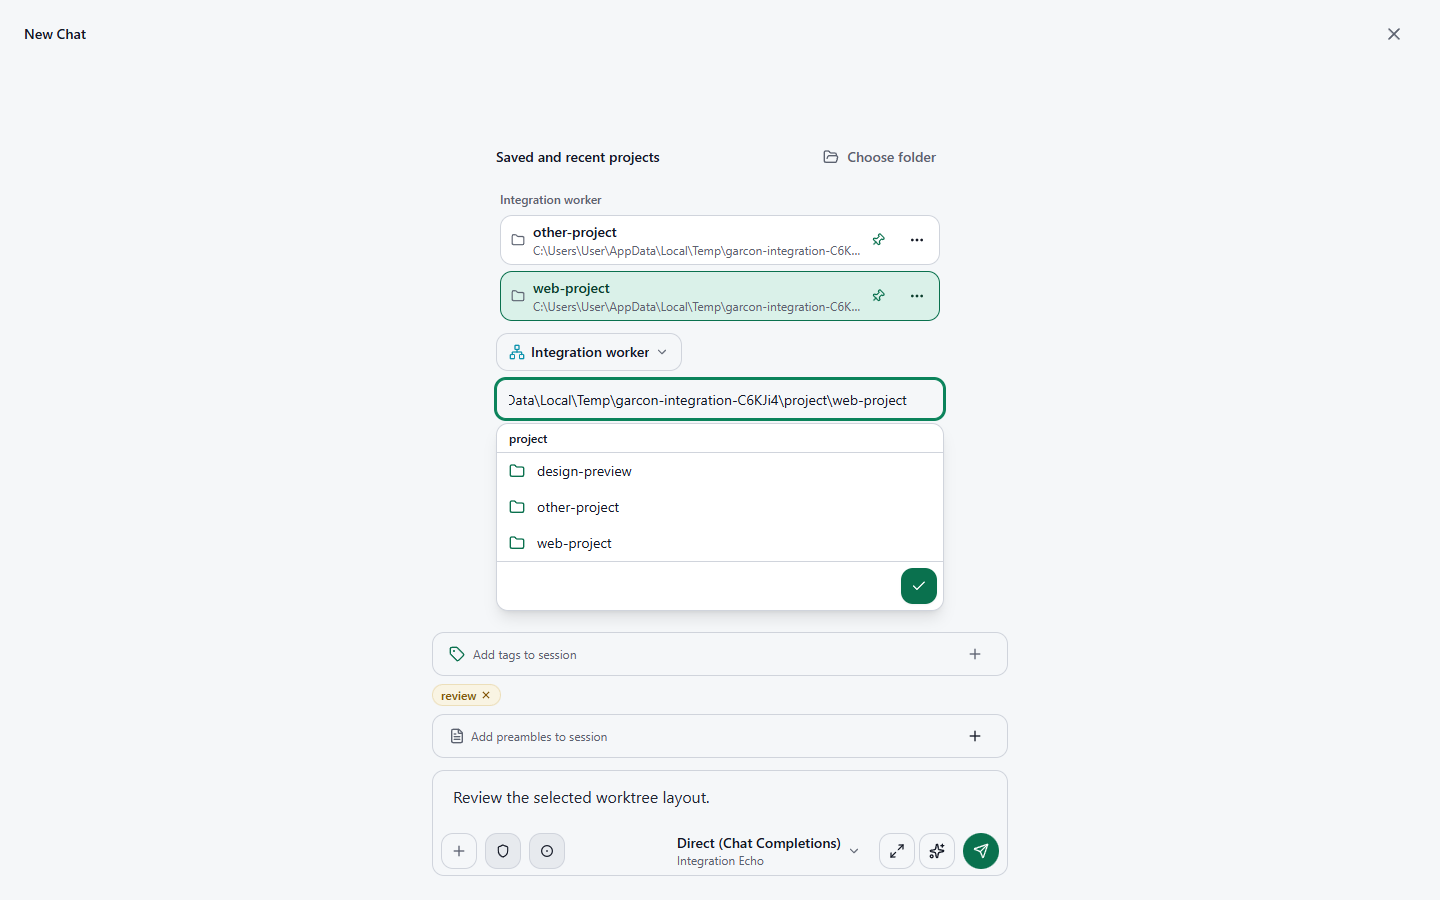 New Chat
Saved and recent projects
Choose folder
Integration worker
other-project
C:\Users\User\AppData\Local\Temp\garcon-integration-C6K...
web-project
C:\Users\User\AppData\Local\Temp\garcon-integration-C6K...
Integration worker
Data\Local\Temp\garcon-integration-C6KJi4\project\web-project
project
design-preview
other-project
web-project
Add tags to session
review
Add preambles to session
Review the selected worktree layout.
Direct (Chat Completions)
Integration Echo